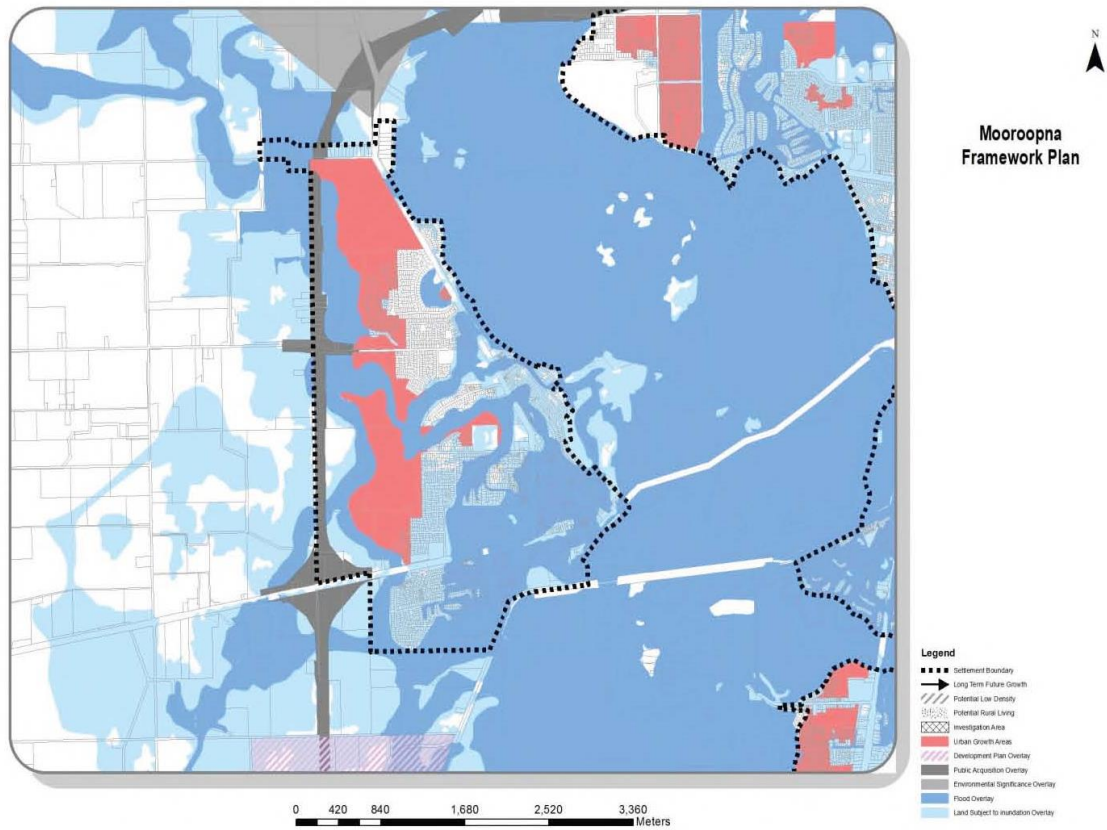 N
Mooroopna
Framework Plan
Legend
Settlement Boundary
Long Term Future Growth
Potential Low Density
Potential Rural Living
Investigation Area
Urban Growth Areas
Development Plan Overlay
Public Acquisition Overlay
Environmental Significance Overlay
Flood Overlay
Land Subject to Inundation Overlay
0 420 840 1,680 2,520 3,360
Meters